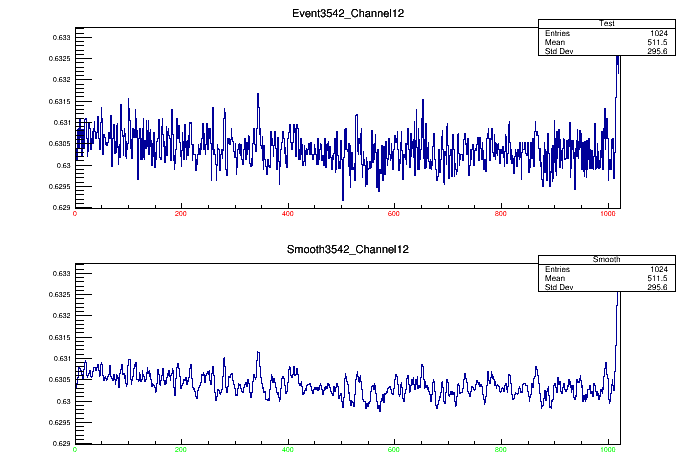 Event3542_Channel12
Test
Entries 1024
Mean 511.5
Std Dev 295.6
0.633
0.6325
0.632
0.6315
0.631
0.6305
0.63
0.6295
0.629
0 200 400 600 800 1000
Smooth3542_Channel12
Smooth
Entries 1024
Mean 511.5
Std Dev 295.6
0.633
0.6325
0.632
0.6315
0.631
0.6305
0.63
0.6295
0.629
0 200 400 600 800 1000